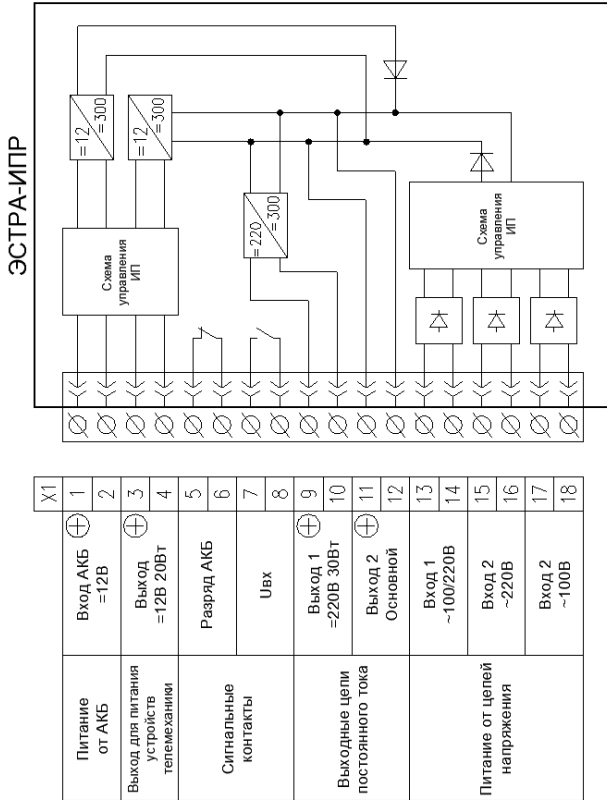 ЭСТРА-ИПР
=12
=300
=12
=300
=220
=300
Схема
управления
ИП
Схема
управления
ИП
X1
1
2
3
4
5
6
7
8
9
10
11
12
13
14
15
16
17
18
Вход АКБ
=12В
Выход
=12В 20Вт
Разряд АКБ
Uвх
Выход 1
=220В 30Вт
Выход 2
Основной
Вход 1
~100/220В
Вход 2
~220В
Вход 2
~100В
Питание
от АКБ
Выход для питания
устройств
телемеханики
Сигнальные
контакты
Выходные цепи
постоянного тока
Питание от цепей
напряжения